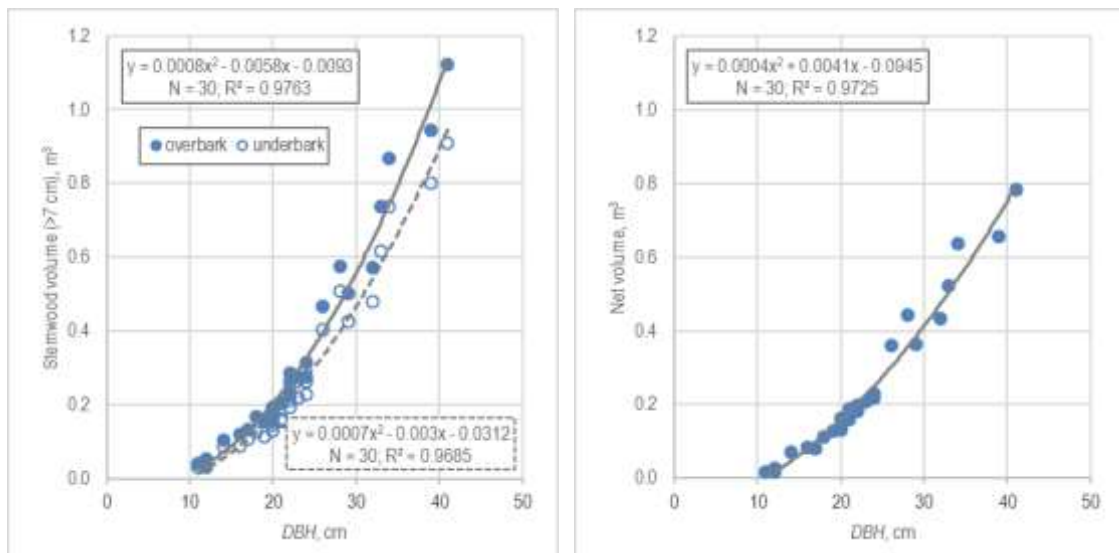 1.2
1.0
0.8
0.6
0.4
0.2
0.0
Stemwood volume (>7 cm), m³
y = 0.0008x² - 0.0058x - 0.0093
N = 30; R² = 0.9763
overbark underbark
y = 0.0007x² - 0.003x - 0.0312
N = 30; R² = 0.9685
0 10 20 30 40 50
DBH, cm
1.2
1.0
0.8
0.6
0.4
0.2
0.0
Net volume, m³
y = 0.0004x² + 0.0041x - 0.0945
N = 30; R² = 0.9725
0 10 20 30 40 50
DBH, cm